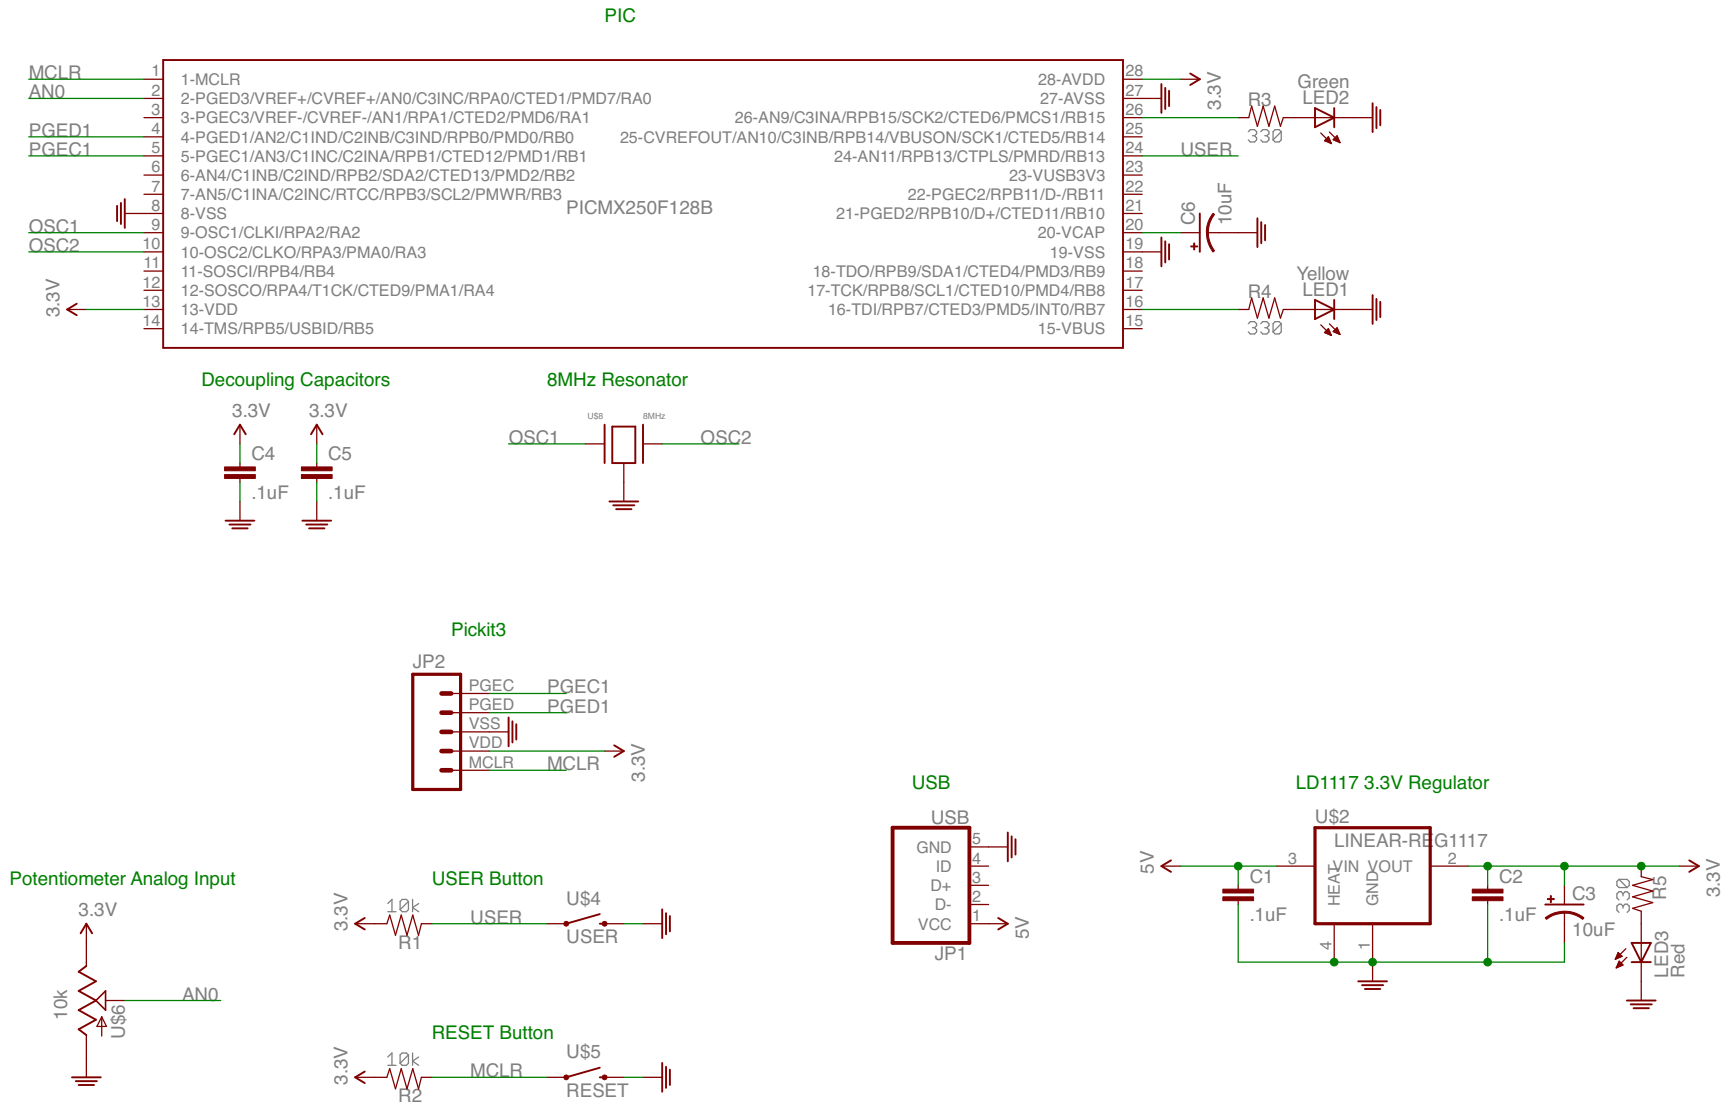 PIC
MCLR
AN0
PGED1
PGEC1
OSC1
OSC2
3.3V
1
2
3
4
5
6
7
8
9
10
11
12
13
14
1-MCLR
2-PGED3/VREF+/CVREF+/AN0/C3INC/RPA0/CTED1/PMD7/RA0
3-PGEC3/VREF-/CVREF-/AN1/RPA1/CTED2/PMD6/RA1
4-PGED1/AN2/C1IND/C2INB/C3IND/RPB0/PMD0/RB0
5-PGEC1/AN3/C1INC/C2INA/RPB1/CTED12/PMD1/RB1
6-AN4/C1INB/C2IND/RPB2/SDA2/CTED13/PMD2/RB2
7-AN5/C1INA/C2INC/RTCC/RPB3/SCL2/PMWR/RB3
8-VSS
9-OSC1/CLKI/RPA2/RA2
10-OSC2/CLKO/RPA3/PMA0/RA3
11-SOSCI/RPB4/RB4
12-SOSCO/RPA4/T1CK/CTED9/PMA1/RA4
13-VDD
14-TMS/RPB5/USBID/RB5
PICMX250F128B
28-AVDD
27-AVSS
26-AN9/C3INA/RPB15/SCK2/CTED6/PMCS1/RB15
25-CVREFOUT/AN10/C3INB/RPB14/VBUSON/SCK1/CTED5/RB14
24-AN11/RPB13/CTPLS/PMRD/RB13
23-VUSB3V3
22-PGEC2/RPB11/D-/RB11
21-PGED2/RPB10/D+/CTED11/RB10
20-VCAP
19-VSS
18-TDO/RPB9/SDA1/CTED4/PMD3/RB9
17-TCK/RPB8/SCL1/CTED10/PMD4/RB8
16-TDI/RPB7/CTED3/PMD5/INT0/RB7
15-VBUS
28
27
26
25
24
23
22
21
20
19
18
17
16
15
3.3V
R3
330
Green
LED2
USER
C6
10uF
+
R4
330
Yellow
LED1
Decoupling Capacitors
3.3V
C4
.1uF
3.3V
C5
.1uF
8MHz Resonator
U$8
8MHz
OSC1
OSC2
Pickit3
JP2
PGEC
PGEC1
PGED
PGED1
VSS
VDD
3.3V
MCLR
MCLR
Potentiometer Analog Input
3.3V
10k
U$6
AN0
USER Button
3.3V
10k
R1
USER
U$4
USER
RESET Button
3.3V
10k
R2
MCLR
U$5
RESET
USB
USB
GND
5
ID
4
D+
3
D-
2
VCC
1
5V
JP1
LD1117 3.3V Regulator
U$2
LINEAR-REG1117
5V
3
VIN
VOUT
2
HEAT
GND
4
1
C1
.1uF
C2
.1uF
+
C3
10uF
330
R5
LED3
Red
3.3V